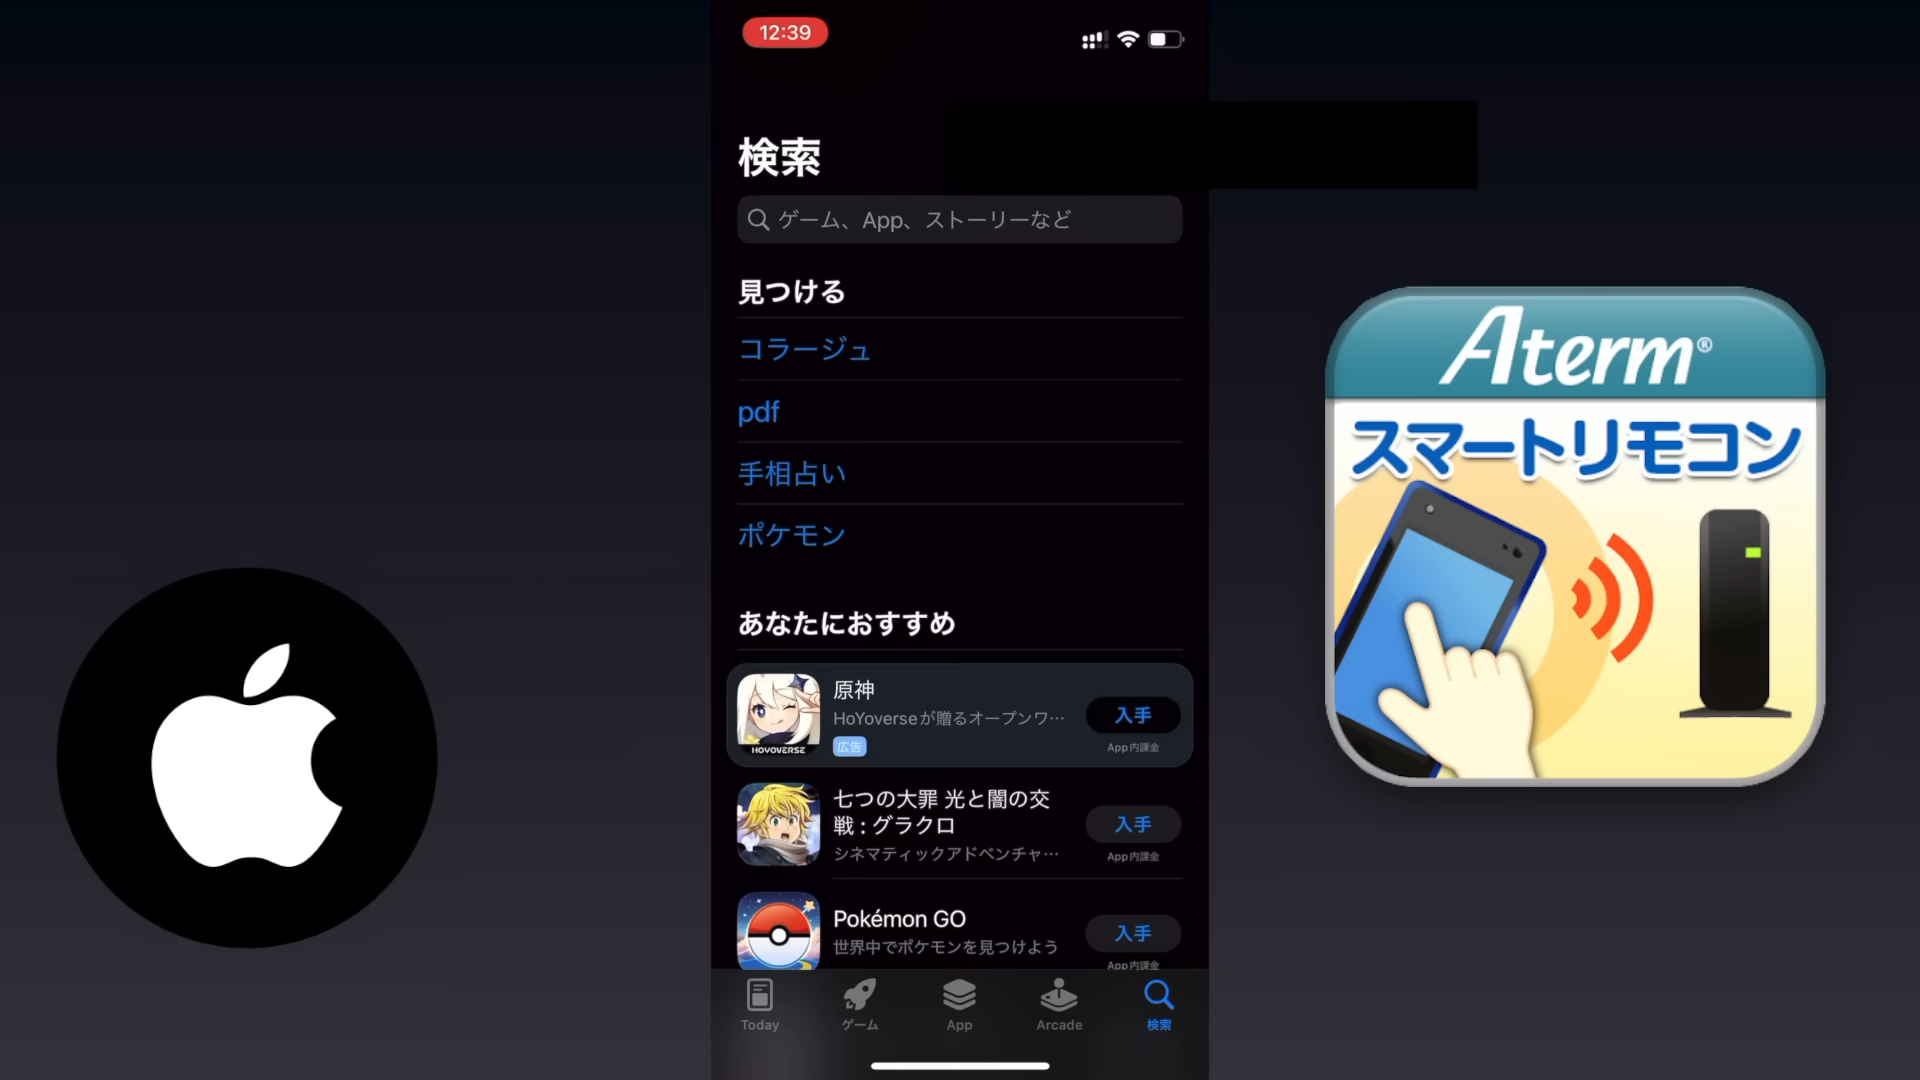 12:39
検索
ゲーム、App、ストーリーなど
見つける
コラージュ
pdf
手相占い
ポケモン
あなたにおすすめ
原神
HoYoverseが贈るオープンワ…
広告
HOYOVERSE
入手
App内課金
七つの大罪 光と闇の交
戦 : グラクロ
シネマティックアドベンチャ…
入手
App内課金
Pokémon GO
世界中でポケモンを見つけよう
入手
App内課金
Today
ゲーム
App
Arcade
検索
Aterm®
スマートリモコン